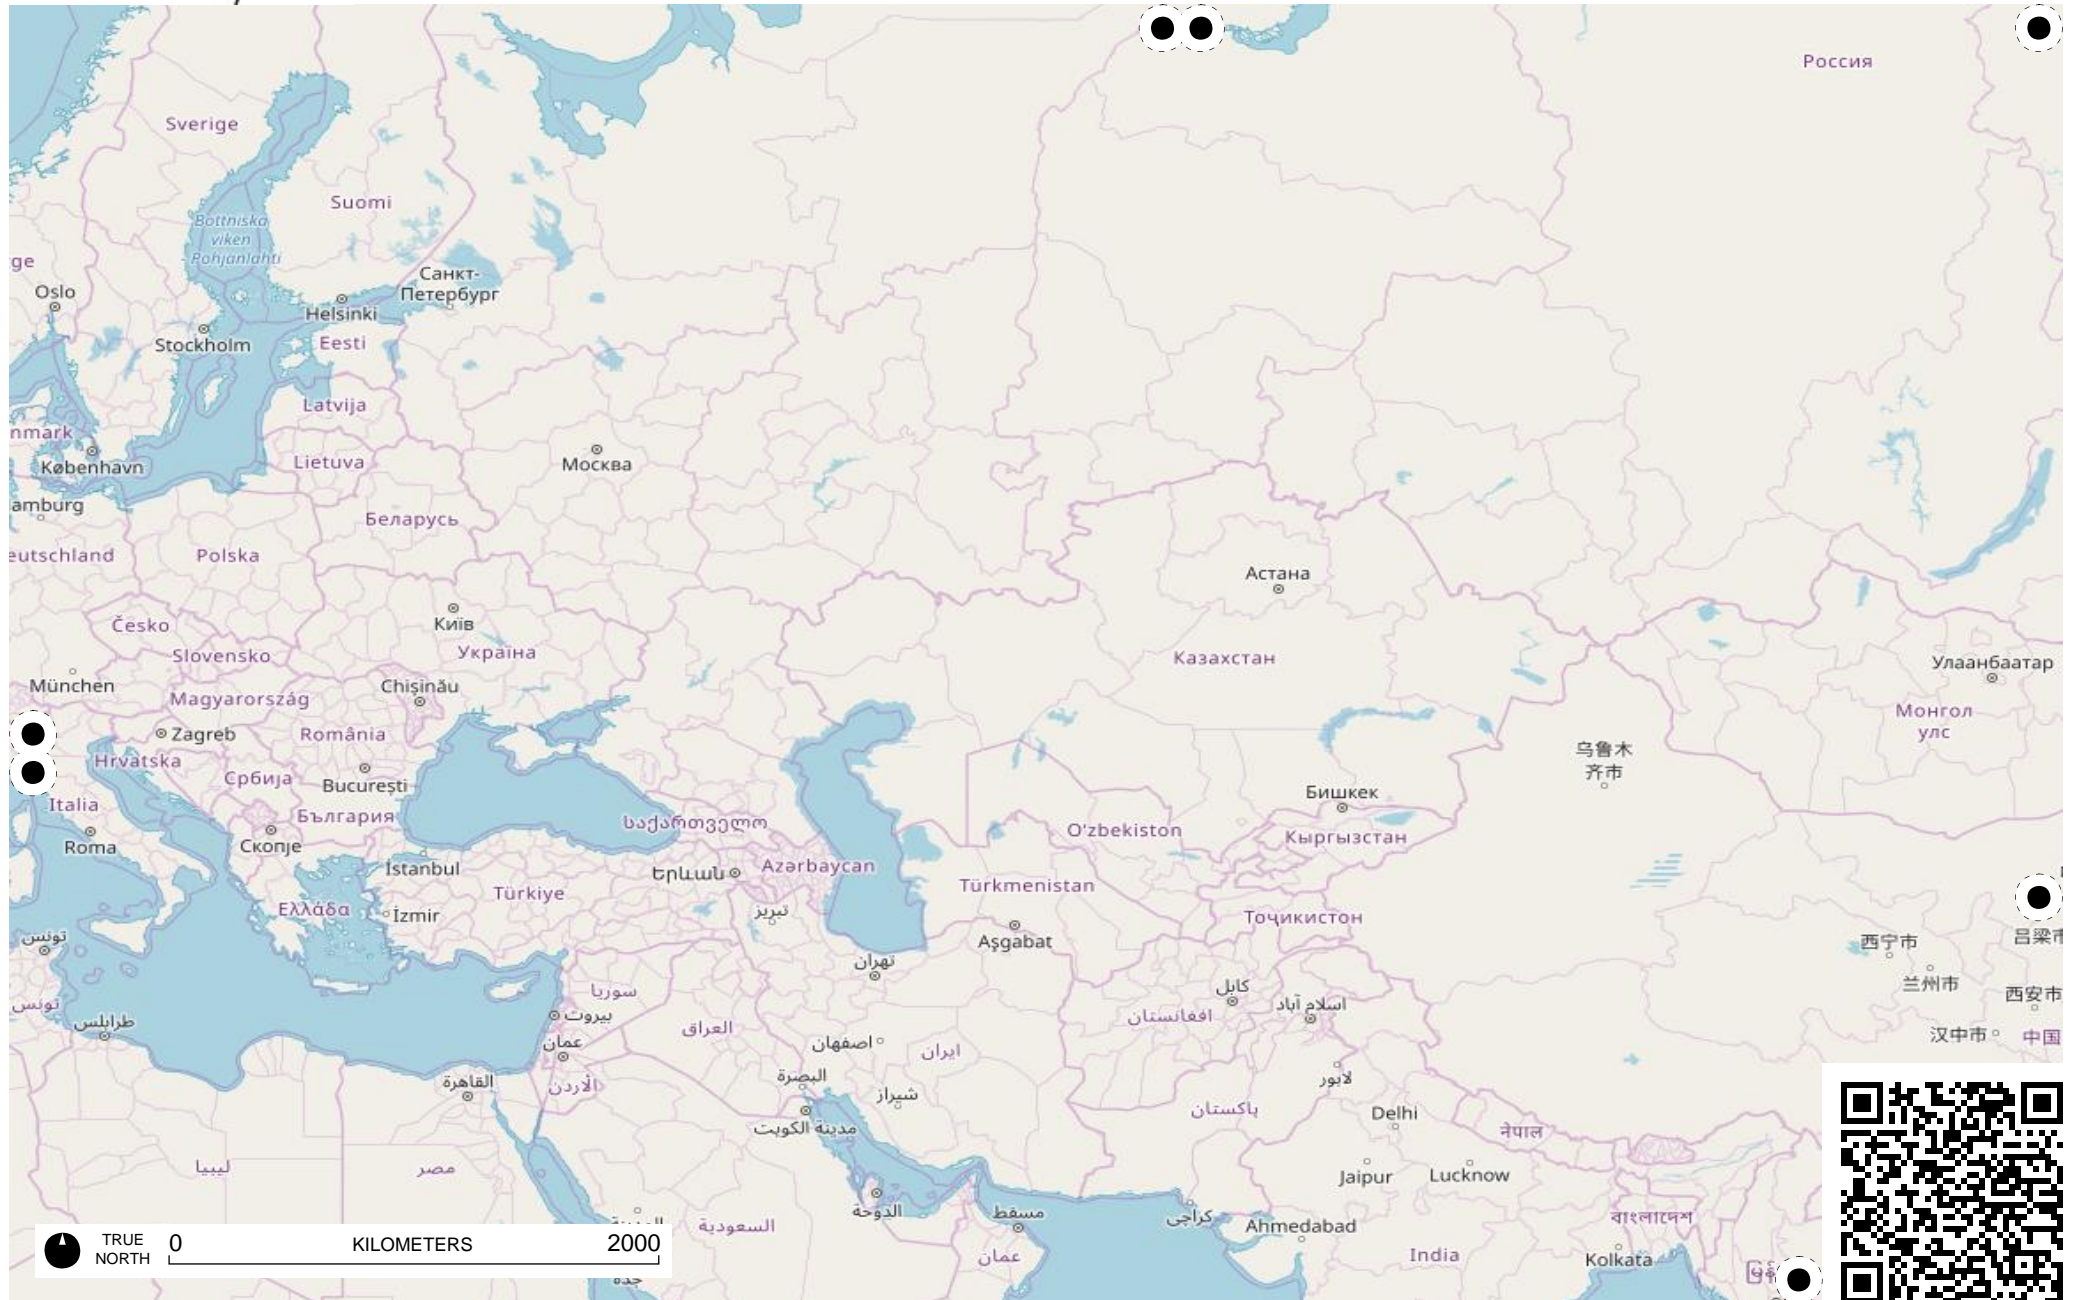 Россия
Sverige
Suomi
Bottniska
viken
- Pohjanlahti
ge
Санкт-
Петербург
Oslo
Helsinki
Stockholm
Eesti
Latvija
nmark
København
Lietuva
Москва
amburg
Беларусь
eutschland
Polska
Астана
Česko
Київ
Україна
Slovensko
Казахстан
Улаанбаатар
München
Chișinău
Magyarország
Монгол
улс
Zagreb
România
乌鲁木
齐市
Hrvatska
Србија
București
Бишкек
Italia
България
საქართველო
O'zbekiston
Кыргызстан
Roma
Скопје
İstanbul
Երևան
Azərbaycan
Türkiye
Türkmenistan
Ελλάδα
İzmir
تبریز
Тоҷикистон
تونس
Aşgabat
西宁市
吕梁市
تهران
兰州市
سوريا
کابل
اسلام آباد
西安市
تونس
طرابلس
بيروت
العراق
افغانستان
汉中市
中国
عمان
اصفهان
ایران
القاهرة
الأردن
البصرة
شیراز
لاہور
مدينة الكويت
پاکستان
Delhi
नेपाल
ليبيا
مصر
Jaipur
Lucknow
الدوحة
مسقط
کراچی
السعودية
Ahmedabad
বাংলাদেশ
عمان
India
Kolkata
TRUE
NORTH
0
KILOMETERS
2000